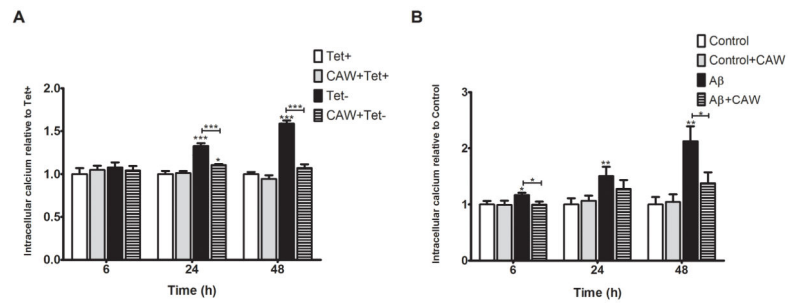 A
Tet+
CAW+Tet+
Tet-
CAW+Tet-
Intracellular calcium relative to Tet+
2.0
1.5
1.0
0.5
0.0
***
***
*
***
***
6
24
48
Time (h)
B
Control
Control+CAW
Aβ
Aβ+CAW
Intracellular calcium relative to Control
3
2
1
0
*
*
**
**
*
6
24
48
Time (h)